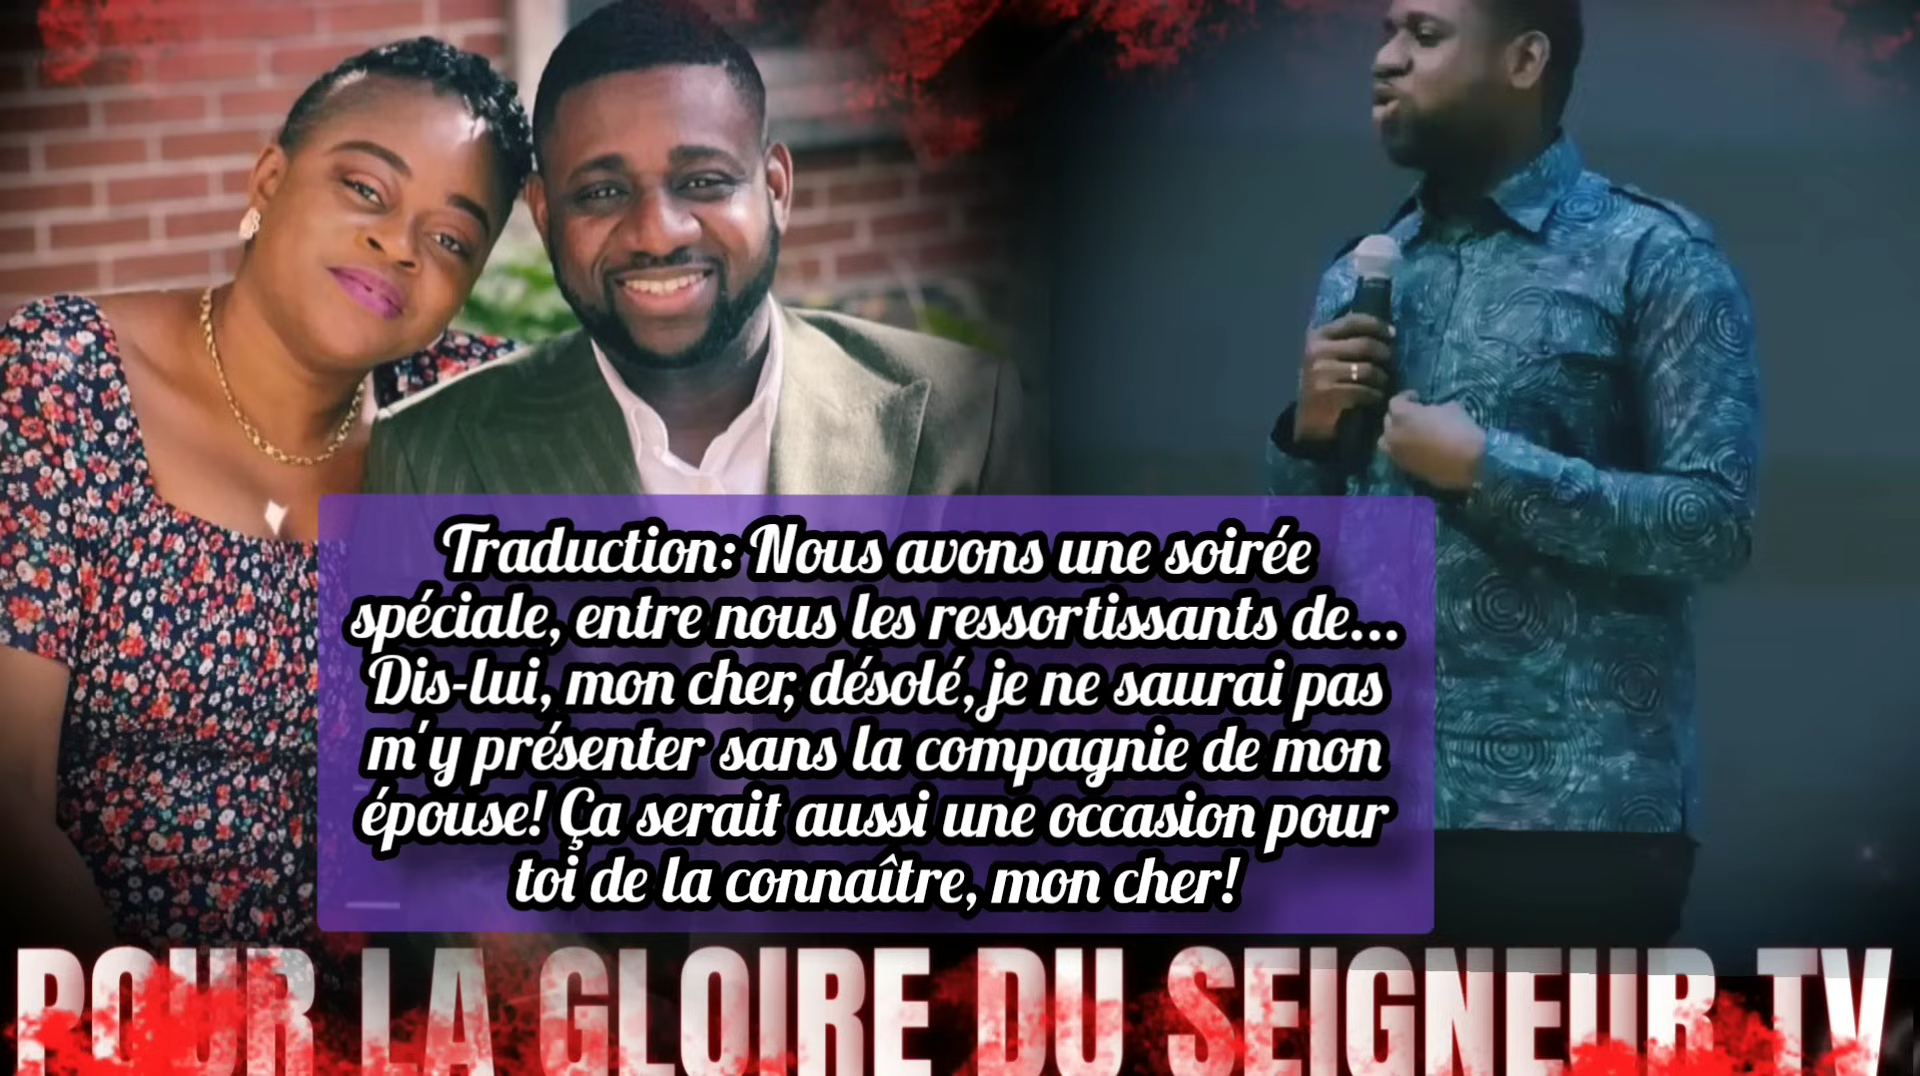 Traduction: Nous avons une soirée
spéciale, entre nous les ressortissants de...
Dis-lui, mon cher, désolé, je ne saurai pas
m'y présenter sans la compagnie de mon
épouse! Ça serait aussi une occasion pour
toi de la connaître, mon cher!
POUR LA GLOIRE DU SEIGNEUR TV